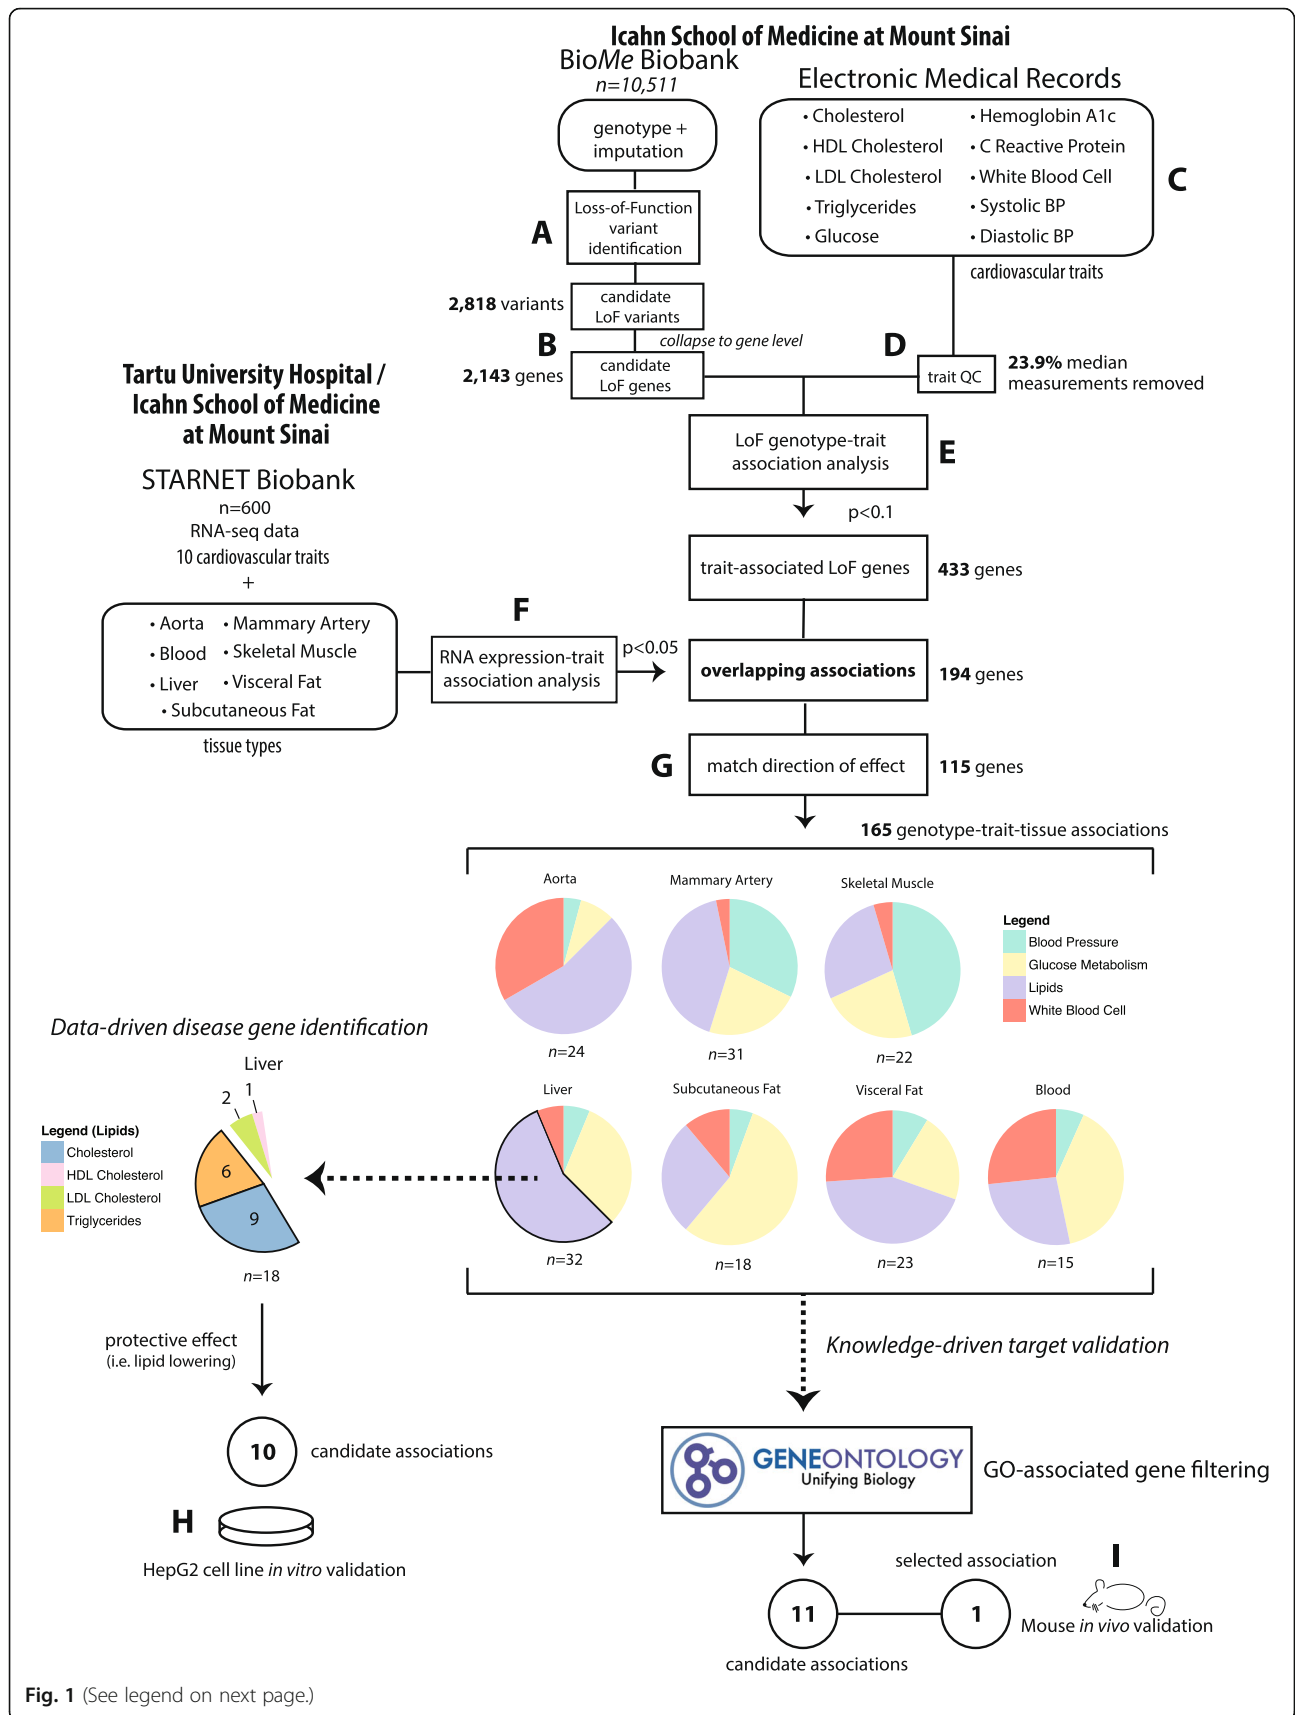 Icahn School of Medicine at Mount Sinai
BioMe Biobank
n=10,511
genotype +
imputation
Electronic Medical Records
• Cholesterol
• HDL Cholesterol
• LDL Cholesterol
• Triglycerides
• Glucose
• Hemoglobin A1c
• C Reactive Protein
• White Blood Cell
• Systolic BP
• Diastolic BP
C
cardiovascular traits
A
Loss-of-Function
variant
identification
2,818 variants
candidate
LoF variants
B
collapse to gene level
2,143 genes
candidate
LoF genes
D
trait QC
23.9% median
measurements removed
LoF genotype-trait
association analysis
E
p<0.1
trait-associated LoF genes
433 genes
Tartu University Hospital /
Icahn School of Medicine
at Mount Sinai
STARNET Biobank
n=600
RNA-seq data
10 cardiovascular traits
+
• Aorta
• Blood
• Liver
• Mammary Artery
• Skeletal Muscle
• Visceral Fat
• Subcutaneous Fat
tissue types
F
RNA expression-trait
association analysis
p<0.05
overlapping associations
194 genes
G
match direction of effect
115 genes
165 genotype-trait-tissue associations
Aorta
n=24
Mammary Artery
n=31
Skeletal Muscle
n=22
Legend
Blood Pressure
Glucose Metabolism
Lipids
White Blood Cell
Liver
n=32
Subcutaneous Fat
n=18
Visceral Fat
n=23
Blood
n=15
Data-driven disease gene identification
Liver
2
1
6
9
n=18
Legend (Lipids)
Cholesterol
HDL Cholesterol
LDL Cholesterol
Triglycerides
protective effect
(i.e. lipid lowering)
10
candidate associations
H
HepG2 cell line in vitro validation
Knowledge-driven target validation
go
GENEONTOLOGY
Unifying Biology
GO-associated gene filtering
11
candidate associations
selected association
1
I
Mouse in vivo validation
Fig. 1 (See legend on next page.)